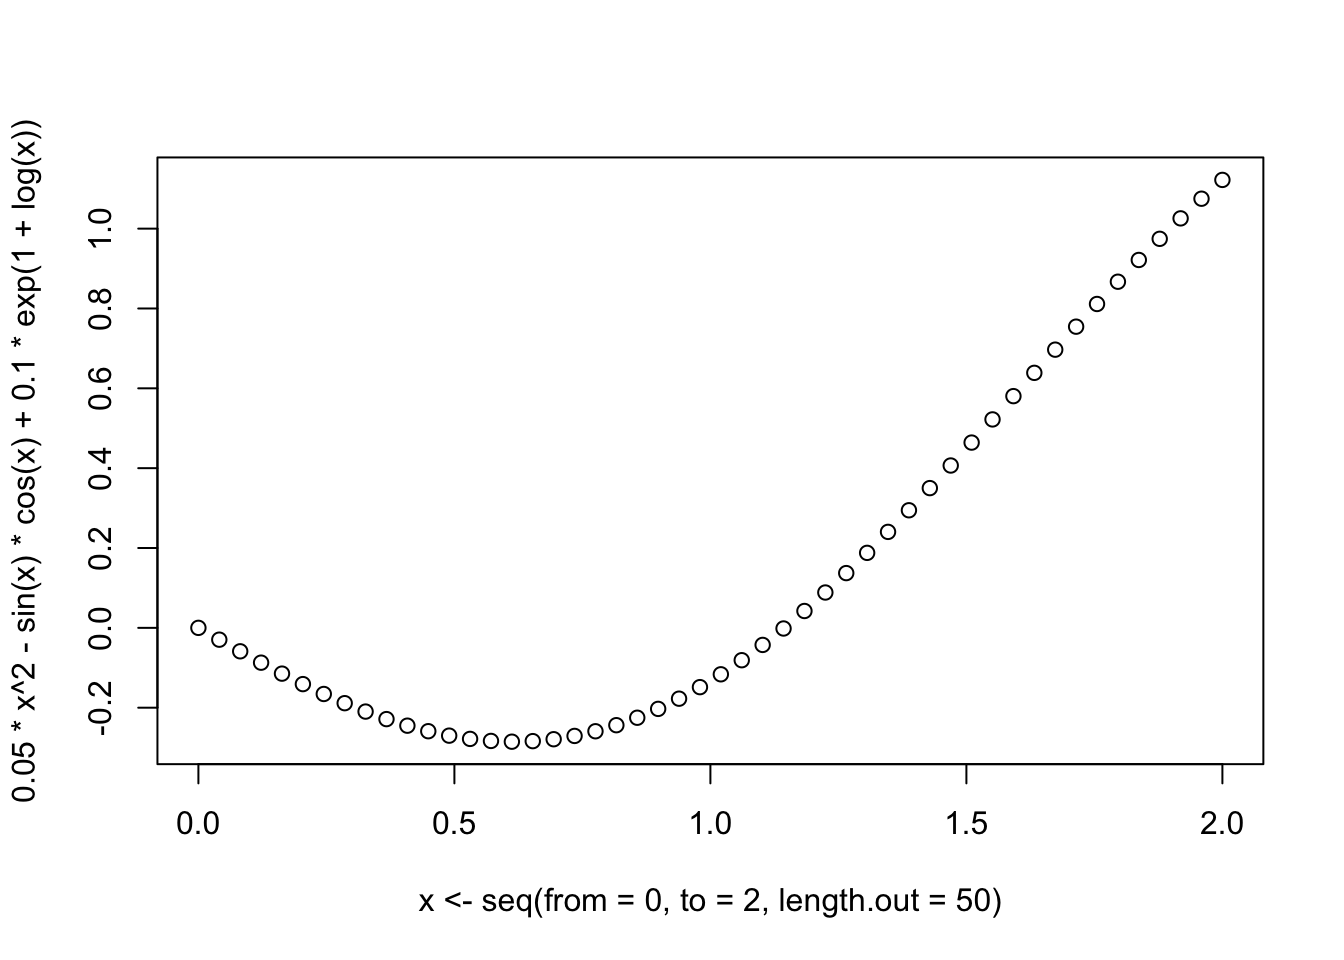 0.05 * x^2 - sin(x) * cos(x) + 0.1 * exp(1 + log(x))
1.0
0.8
0.6
0.4
0.2
0.0
-0.2
0.0 0.5 1.0 1.5 2.0
x <- seq(from = 0, to = 2, length.out = 50)